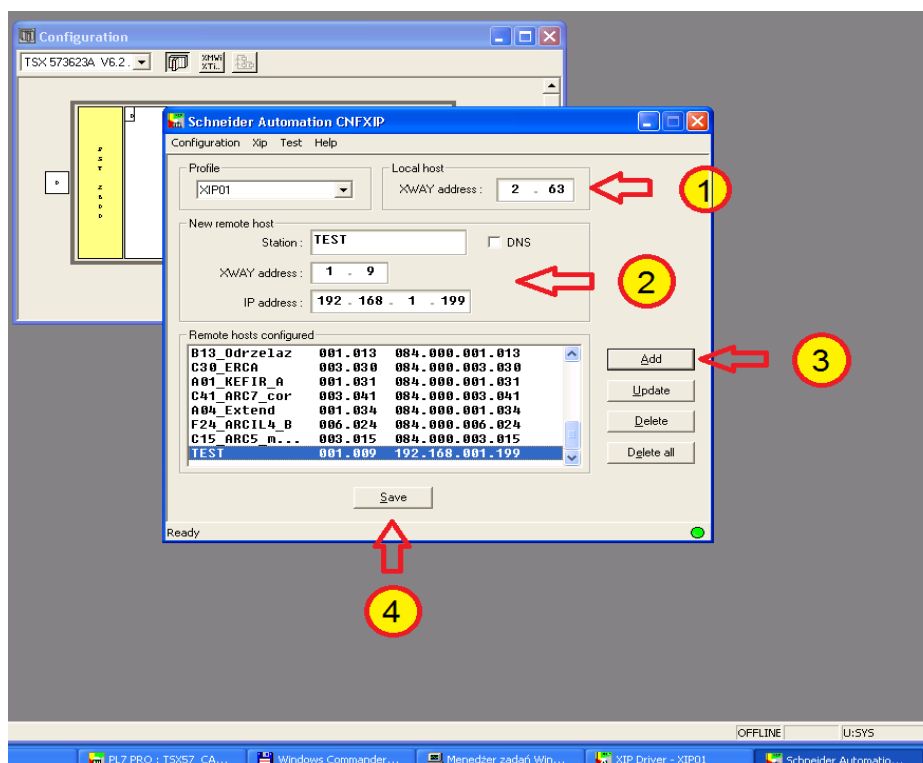 Configuration
TSX 573623A V6.2.
XMWi
XTi..
Schneider Automation CNFXIP
Configuration Xip Test Help
Profile
XIP01
Local host
XWAY address : 2 . 63
1
New remote host
Station : TEST
DNS
XWAY address : 1 . 9
2
IP address : 192 . 168 . 1 . 199
Remote hosts configured
B13_Odrzelaz 001.013 084.000.001.013
C30_ERCA 003.030 084.000.003.030
A01_KEFIR_A 001.031 084.000.001.031
C41_ARC7_cor 003.041 084.000.003.041
A04_Extend 001.034 084.000.001.034
F24_ARCIL4_B 006.024 084.000.006.024
C15_ARC5_m... 003.015 084.000.003.015
TEST 001.009 192.168.001.199
Add
3
Update
Delete
Delete all
Save
Ready
4
OFFLINE U:SYS
PL7 PRO : TSX57_CA... Windows Commander... Menedżer zadań Win... XIP Driver - XIP01 Schneider Automatio...